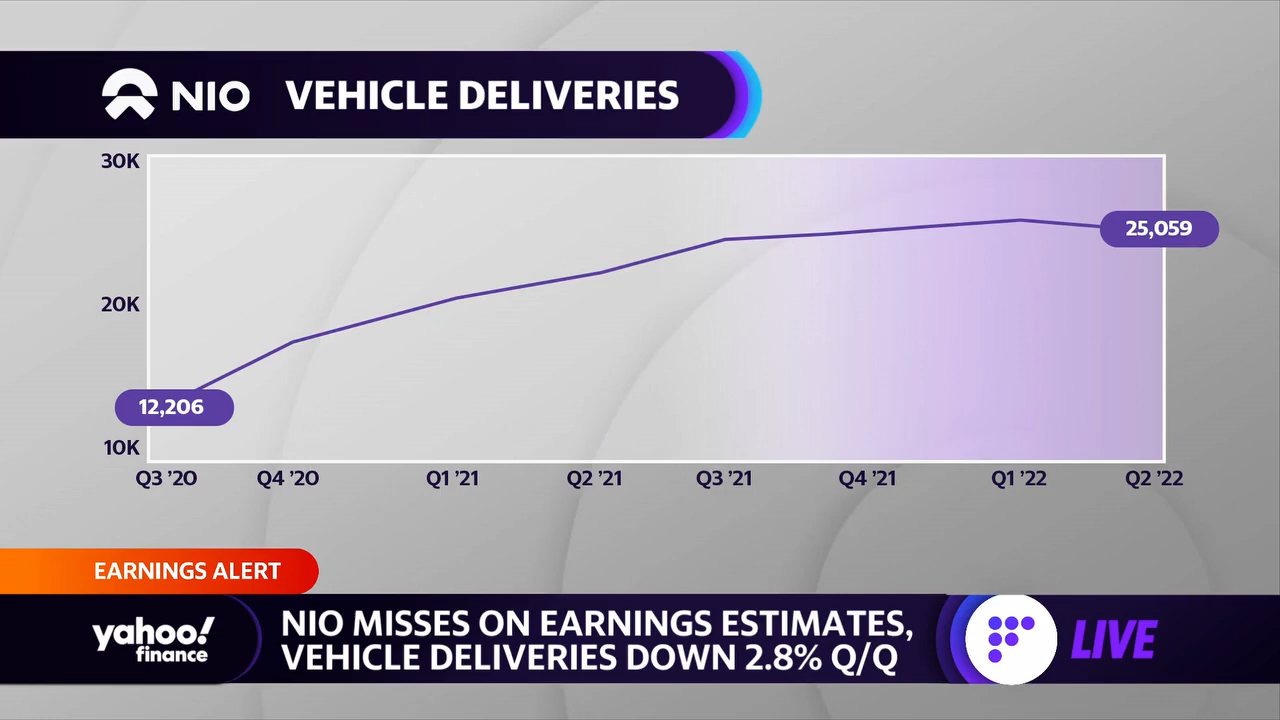 NIO VEHICLE DELIVERIES
30K
20K
10K
12,206
25,059
Q3 ’20 Q4 ’20 Q1 ’21 Q2 ’21 Q3 ’21 Q4 ’21 Q1 ’22 Q2 ’22
EARNINGS ALERT
yahoo!
finance
NIO MISSES ON EARNINGS ESTIMATES,
VEHICLE DELIVERIES DOWN 2.8% Q/Q
LIVE